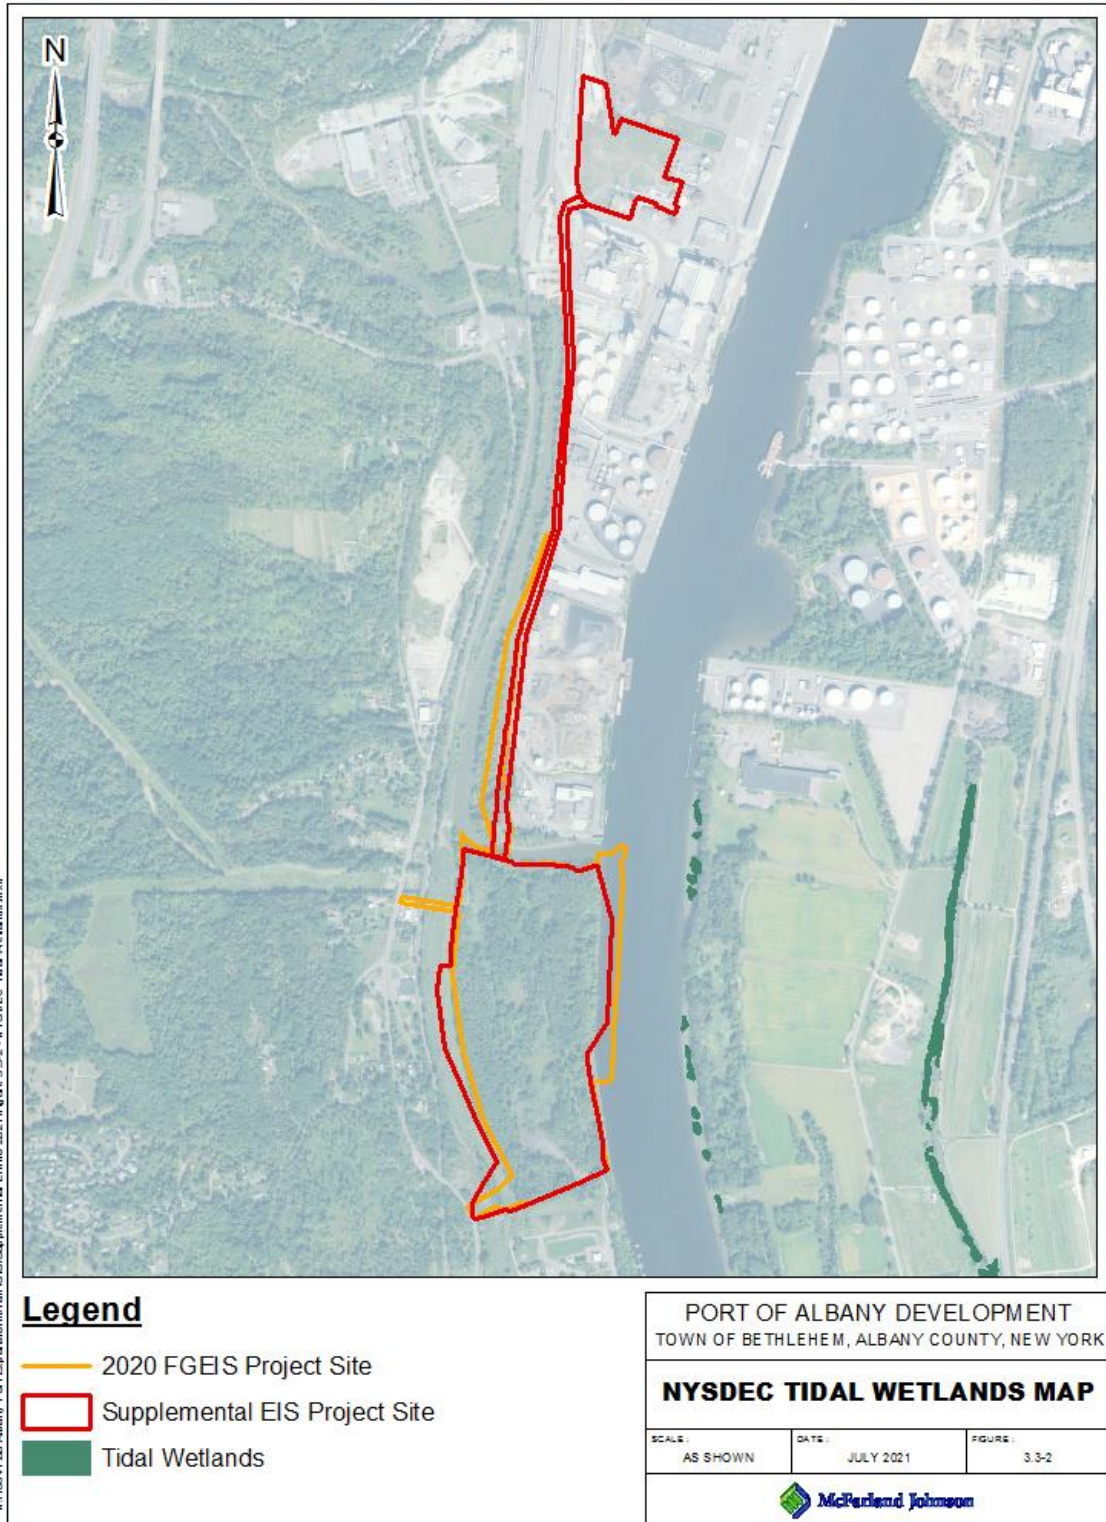 N
Legend
2020 FGEIS Project Site
Supplemental EIS Project Site
Tidal Wetlands
PORT OF ALBANY DEVELOPMENT
TOWN OF BETHLEHEM, ALBANY COUNTY, NEW YORK
NYSDEC TIDAL WETLANDS MAP
SCALE: DATE: FIGURE:
AS SHOWN JULY 2021 3.3-2
McFarland Johnson